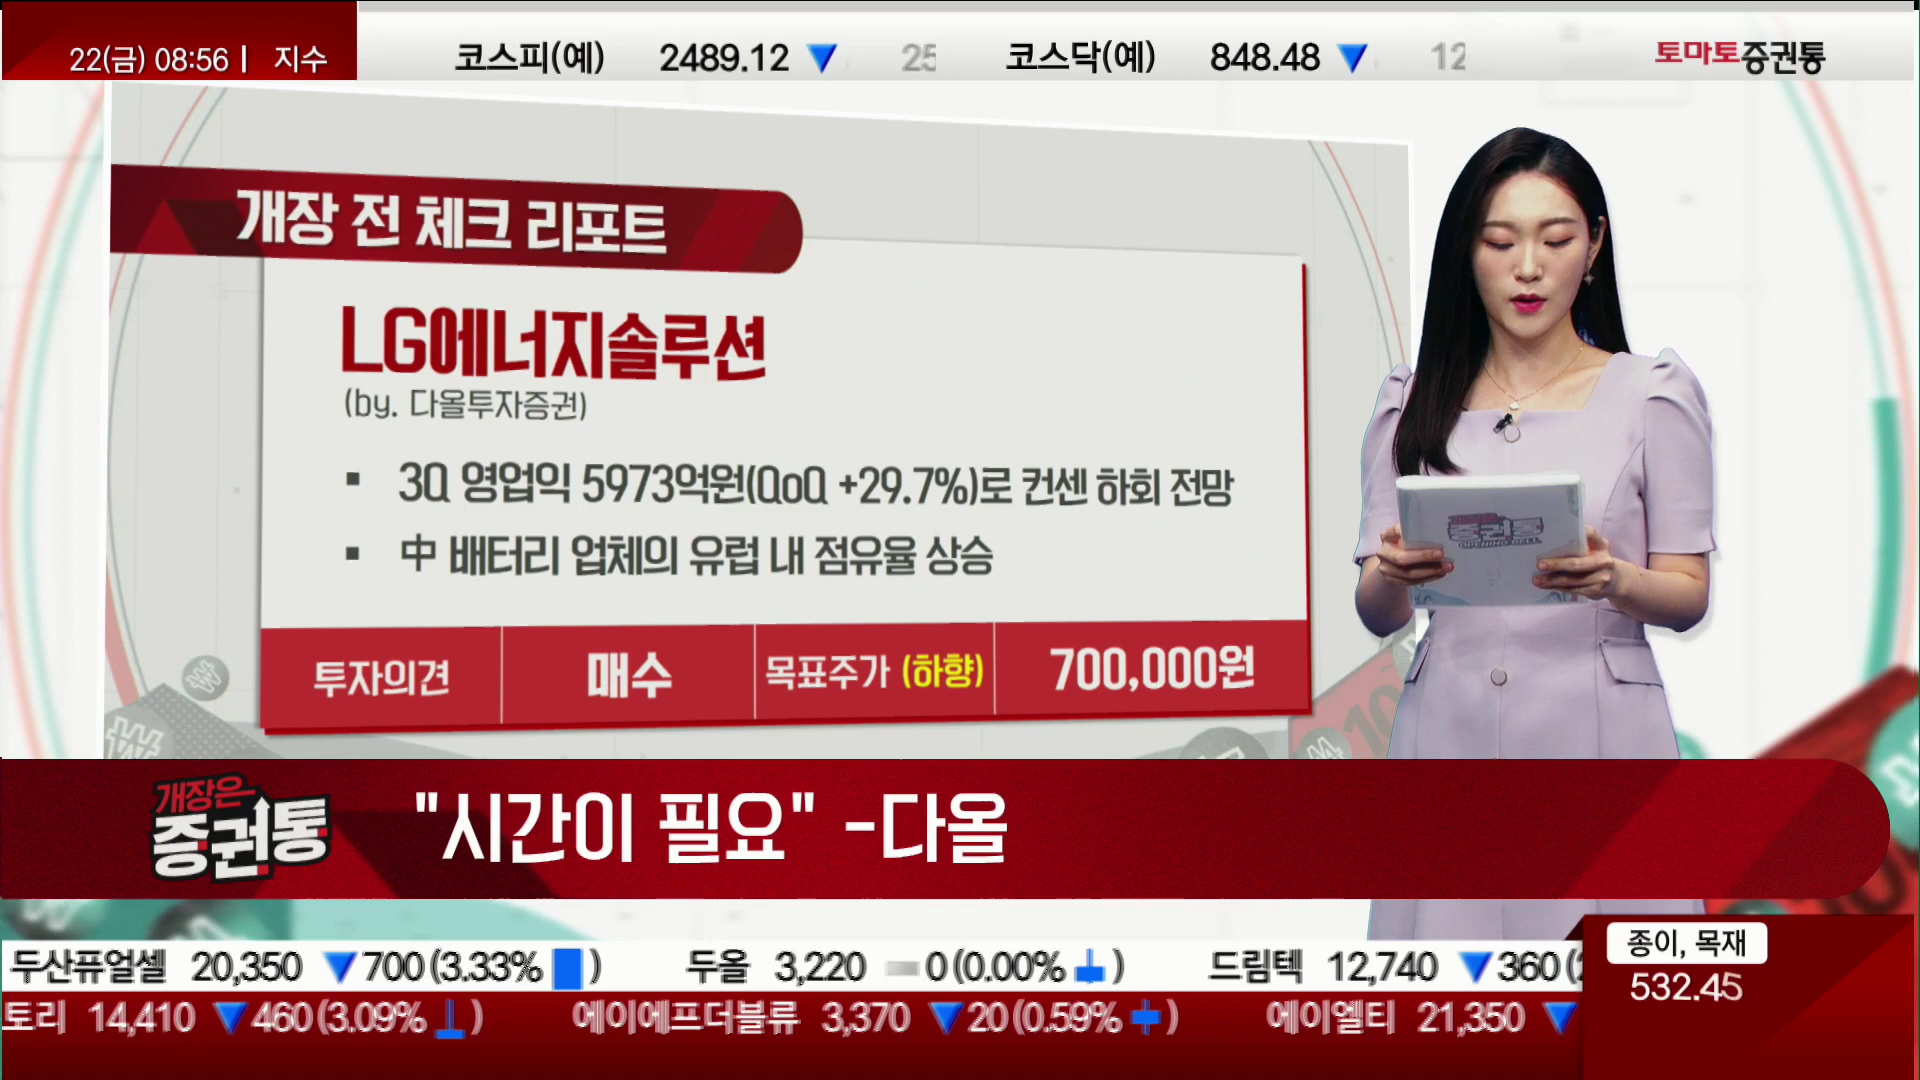 22(금) 08:56 | 지수
코스피(예) 2489.12 ▼ 25
코스닥(예) 848.48 ▼ 12
토마토증권통
개장 전 체크 리포트
LG에너지솔루션
(by. 다올투자증권)
▪ 3Q 영업익 5973억원(QoQ +29.7%)로 컨센 하회 전망
▪ 中 배터리 업체의 유럽 내 점유율 상승
투자의견 매수 목표주가 (하향) 700,000원
증권통
OPENING BELL
개장은
증권통
"시간이 필요" -다올
두산퓨얼셀 20,350 ▼700(3.33%) 두올 3,220 0(0.00%) 드림텍 12,740 ▼360(
토리 14,410 ▼460(3.09%) 에이에프더블류 3,370 ▼20(0.59%) 에이엘티 21,350 ▼
종이, 목재
532.45